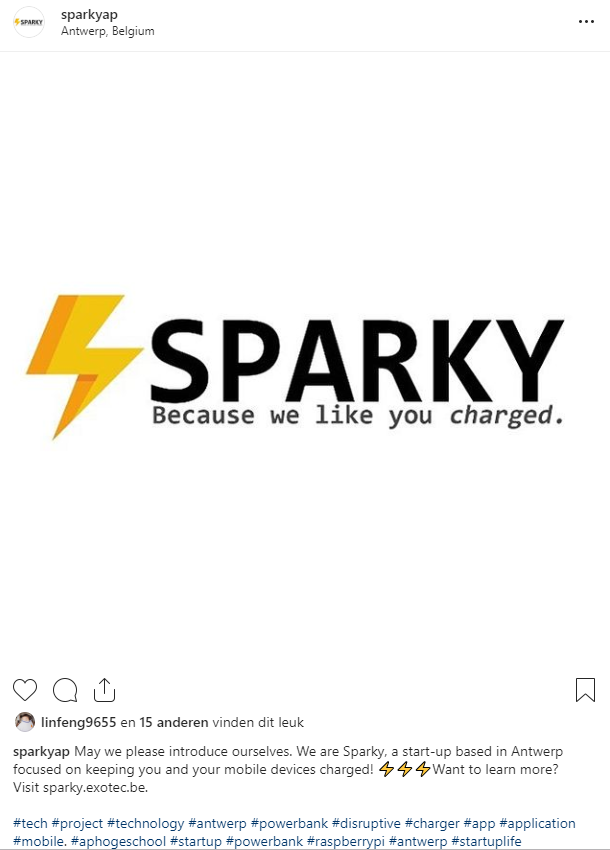 SPARKY
sparkyap
Antwerp, Belgium
SPARKY
Because we like you charged.
linfeng9655 en 15 anderen vinden dit leuk
sparkyap May we please introduce ourselves. We are Sparky, a start-up based in Antwerp
focused on keeping you and your mobile devices charged! ⚡⚡⚡Want to learn more?
Visit sparky.exotec.be.
#tech #project #technology #antwerp #powerbank #disruptive #charger #app #application
#mobile. #aphogeschool #startup #powerbank #raspberrypi #antwerp #startuplife